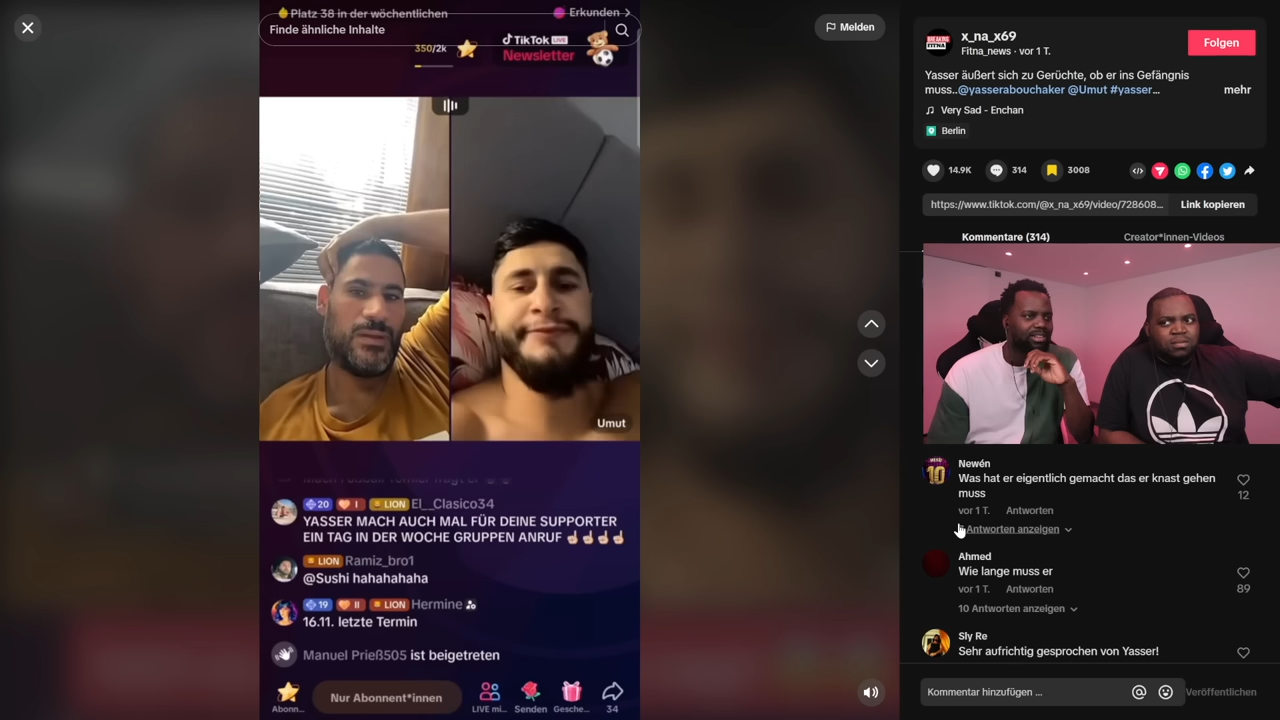 Platz 38 in der wöchentlichen
Erkunden >
Finde ähnliche Inhalte
350/2k
TikTok LIVE
Newsletter
Umut
20 I LION El__Clasico34
YASSER MACH AUCH MAL FÜR DEINE SUPPORTER
EIN TAG IN DER WOCHE GRUPPEN ANRUF ☝🏼☝🏼☝🏼☝🏼
LION Ramiz_bro1
@Sushi hahahahaha
19 II LION Hermine
16.11. letzte Termin
Manuel Prieß505 ist beigetreten
Abonn...
Nur Abonnent*innen
LIVE mi...
Senden
Gesche...
34
Melden
BREAKING
FITNA
x_na_x69
Fitna_news · vor 1 T.
Folgen
Yasser äußert sich zu Gerüchte, ob er ins Gefängnis
muss..@yasserabouchaker @Umut #yasser...
mehr
Very Sad - Enchan
Berlin
14.9K
314
3008
https://www.tiktok.com/@x_na_x69/video/728608...
Link kopieren
Kommentare (314)
Creator*innen-Videos
Newén
Was hat er eigentlich gemacht das er knast gehen
muss
12
vor 1 T. Antworten
Antworten anzeigen
Ahmed
Wie lange muss er
89
vor 1 T. Antworten
10 Antworten anzeigen
Sly Re
Sehr aufrichtig gesprochen von Yasser!
Kommentar hinzufügen ...
Veröffentlichen